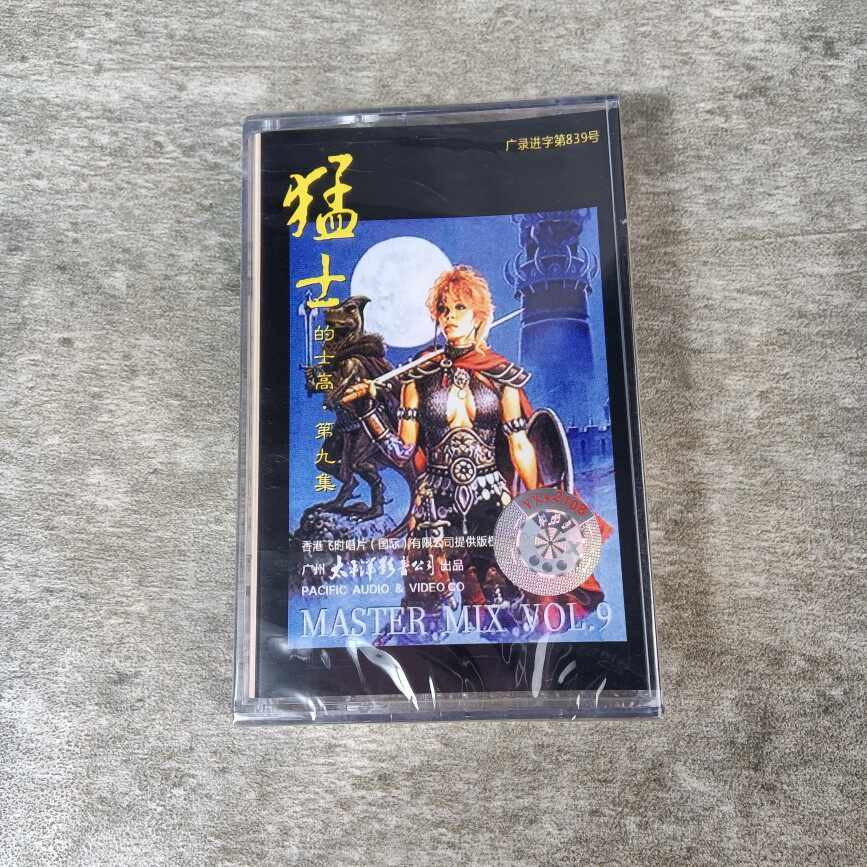 广录进字第839号
猛士
的士高·第九集
香港飞时唱片(国际)有限公司提供版权
广州 太平洋影音公司 出品
PACIFIC AUDIO & VIDEO CO
MASTER MIX VOL.9
YX●2108